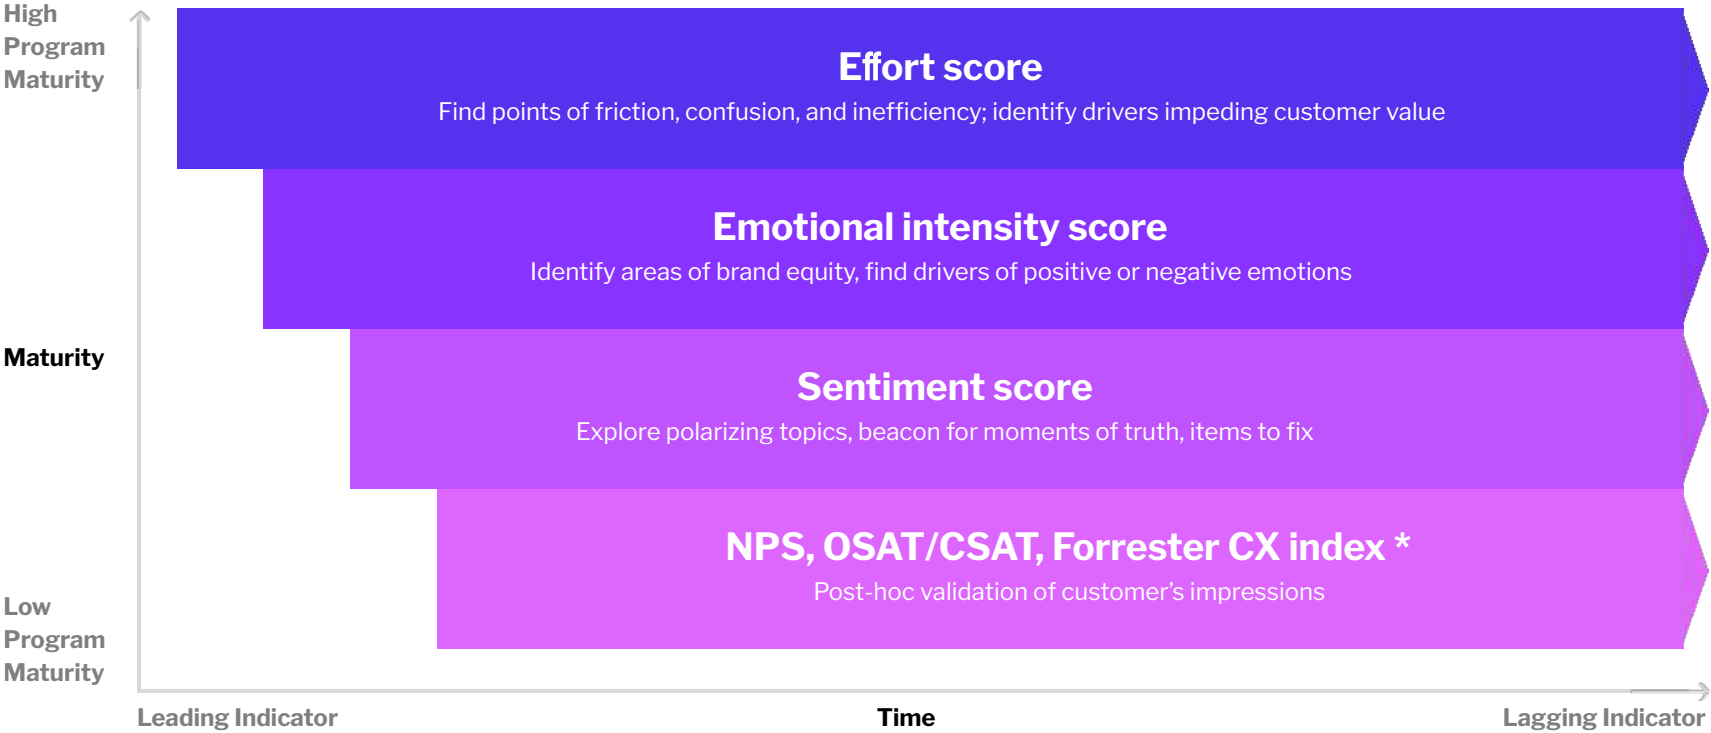 High
Program
Maturity
Effort score
Find points of friction, confusion, and inefficiency; identify drivers impeding customer value
Emotional intensity score
Identify areas of brand equity, find drivers of positive or negative emotions
Maturity
Sentiment score
Explore polarizing topics, beacon for moments of truth, items to fix
NPS, OSAT/CSAT, Forrester CX index *
Post-hoc validation of customer’s impressions
Low
Program
Maturity
Leading Indicator
Time
Lagging Indicator